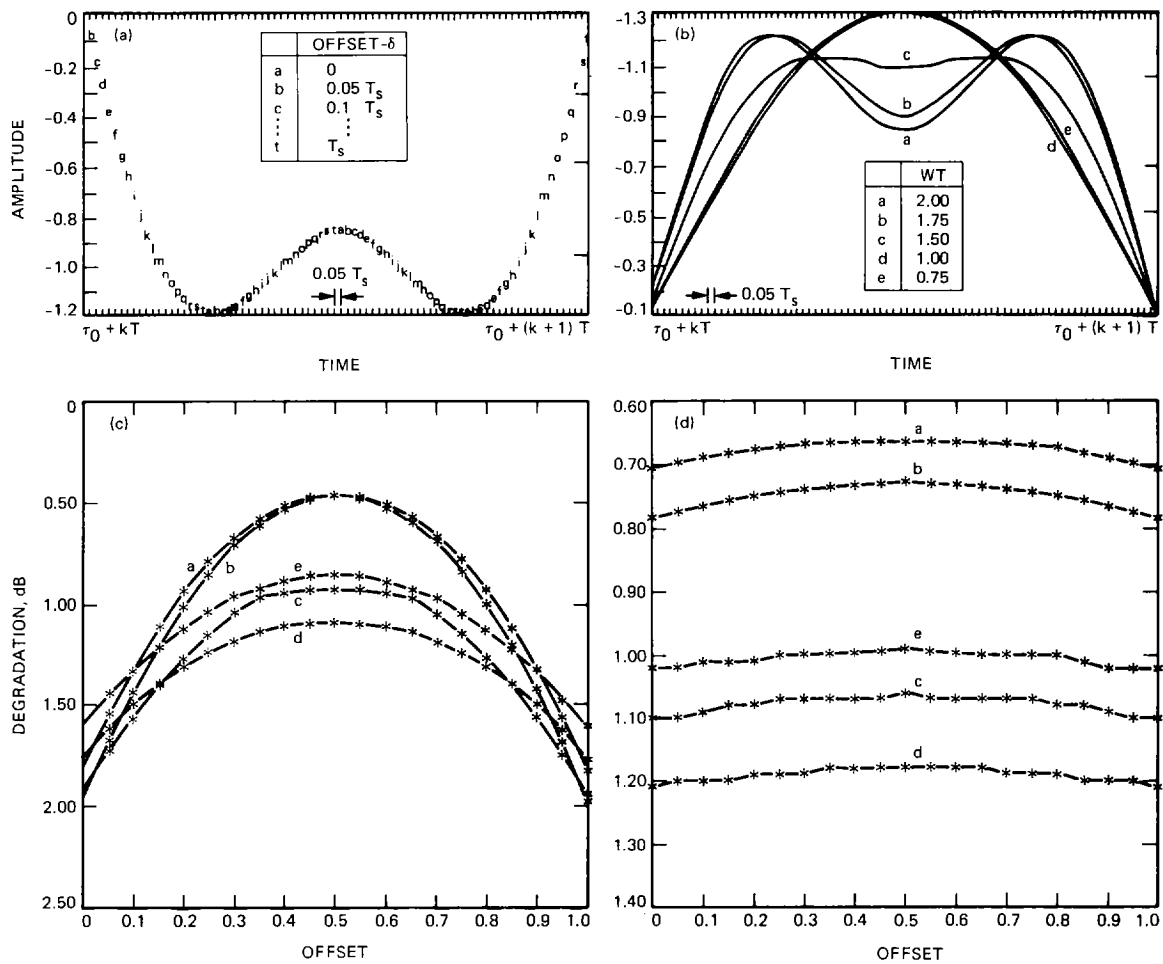 (a)
OFFSET-δ
a 0
b 0.05 Ts
c 0.1 Ts
t Ts
0
-0.2
-0.4
-0.6
-0.8
-1.0
-1.2
AMPLITUDE
0.05 Ts
τ0 + kT
τ0 + (k + 1) T
TIME
(b)
-1.3
-1.1
-0.9
-0.7
-0.5
-0.3
-0.1
c
b
a
e
d
WT
a 2.00
b 1.75
c 1.50
d 1.00
e 0.75
0.05 Ts
τ0 + kT
τ0 + (k + 1) T
TIME
(c)
0
0.50
1.00
1.50
2.00
2.50
DEGRADATION, dB
a
b
e
c
d
0 0.1 0.2 0.3 0.4 0.5 0.6 0.7 0.8 0.9 1.0
OFFSET
(d)
0.60
0.70
0.80
0.90
1.00
1.10
1.20
1.30
1.40
a
b
e
c
d
0 0.1 0.2 0.3 0.4 0.5 0.6 0.7 0.8 0.9 1.0
OFFSET